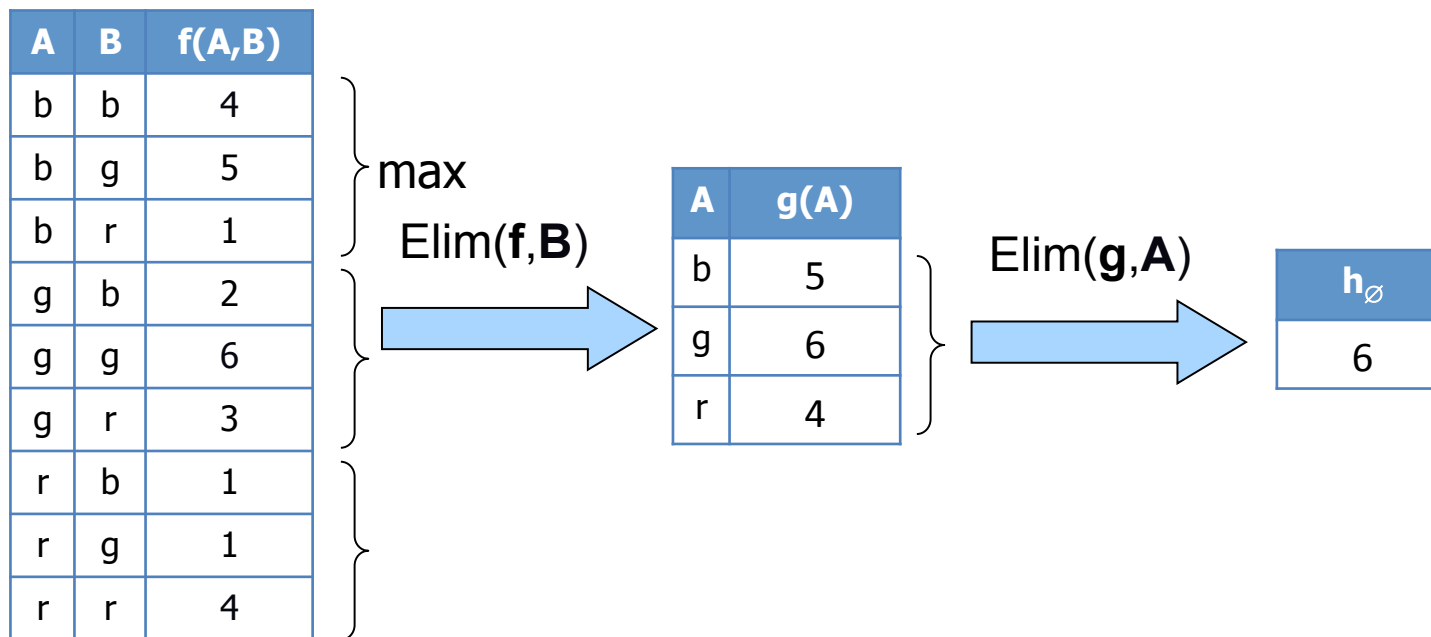 A B f(A,B)
b b 4
b g 5
b r 1
g b 2
g g 6
g r 3
r b 1
r g 1
r r 4
max
Elim(f,B)
A g(A)
b 5
g 6
r 4
Elim(g,A)
h∅
6